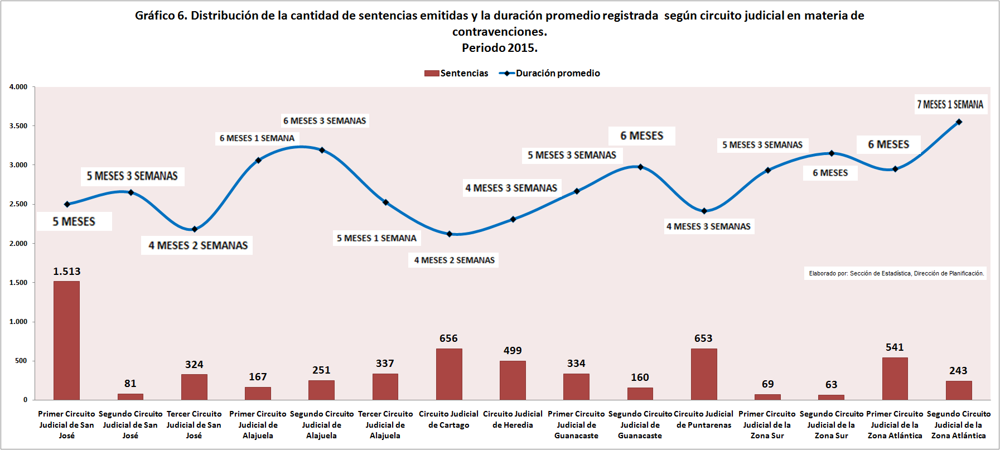 Gráfico 6. Distribución de la cantidad de sentencias emitidas y la duración promedio registrada según circuito judicial en materia de
contravenciones.
Periodo 2015.
Sentencias
Duración promedio
4.000
3.500
3.000
2.500
2.000
1.500
1.000
500
0
5 MESES
5 MESES 3 SEMANAS
4 MESES 2 SEMANAS
6 MESES 1 SEMANA
6 MESES 3 SEMANAS
5 MESES 1 SEMANA
4 MESES 2 SEMANAS
4 MESES 3 SEMANAS
5 MESES 3 SEMANAS
6 MESES
4 MESES 3 SEMANAS
5 MESES 3 SEMANAS
6 MESES
6 MESES
7 MESES 1 SEMANA
Elaborado por: Sección de Estadística, Dirección de Planificación.
1.513
81
324
167
251
337
656
499
334
160
653
69
63
541
243
Primer Circuito
Judicial de San
José
Segundo Circuito
Judicial de San
José
Tercer Circuito
Judicial de San
José
Primer Circuito
Judicial de
Alajuela
Segundo Circuito
Judicial de
Alajuela
Tercer Circuito
Judicial de
Alajuela
Circuito Judicial
de Cartago
Circuito Judicial
de Heredia
Primer Circuito
Judicial de
Guanacaste
Segundo Circuito
Judicial de
Guanacaste
Circuito Judicial
de Puntarenas
Primer Circuito
Judicial de la
Zona Sur
Segundo Circuito
Judicial de la
Zona Sur
Primer Circuito
Judicial de la
Zona Atlántica
Segundo Circuito
Judicial de la
Zona Atlántica